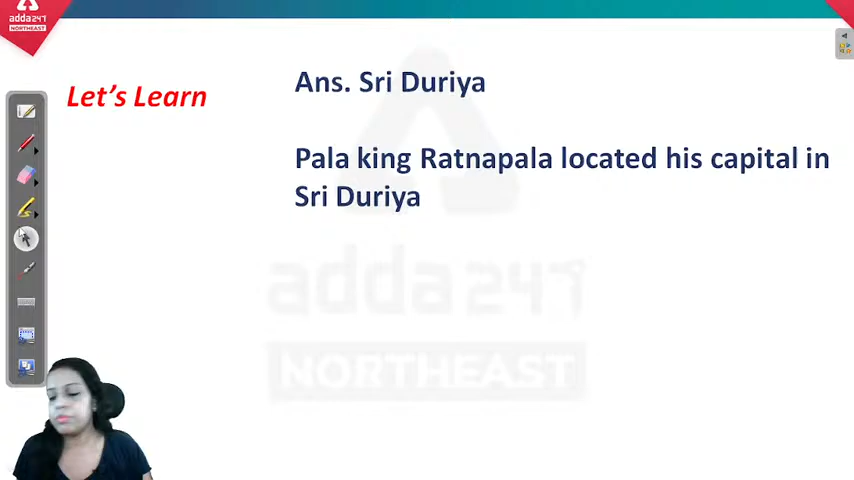 adda247
NORTHEAST
Let's Learn
Ans. Sri Duriya
Pala king Ratnapala located his capital in
Sri Duriya
adda247
NORTHEAST